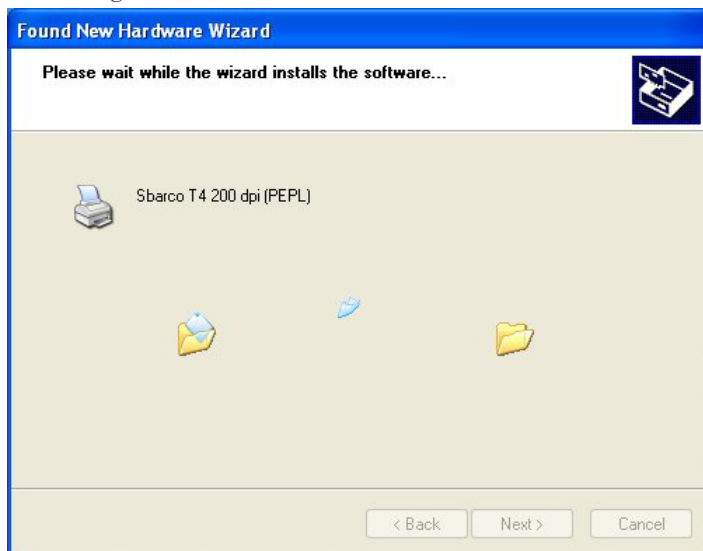 Found New Hardware Wizard
Please wait while the wizard installs the software...
Sbarco T4 200 dpi (PEPL)
< Back
Next >
Cancel